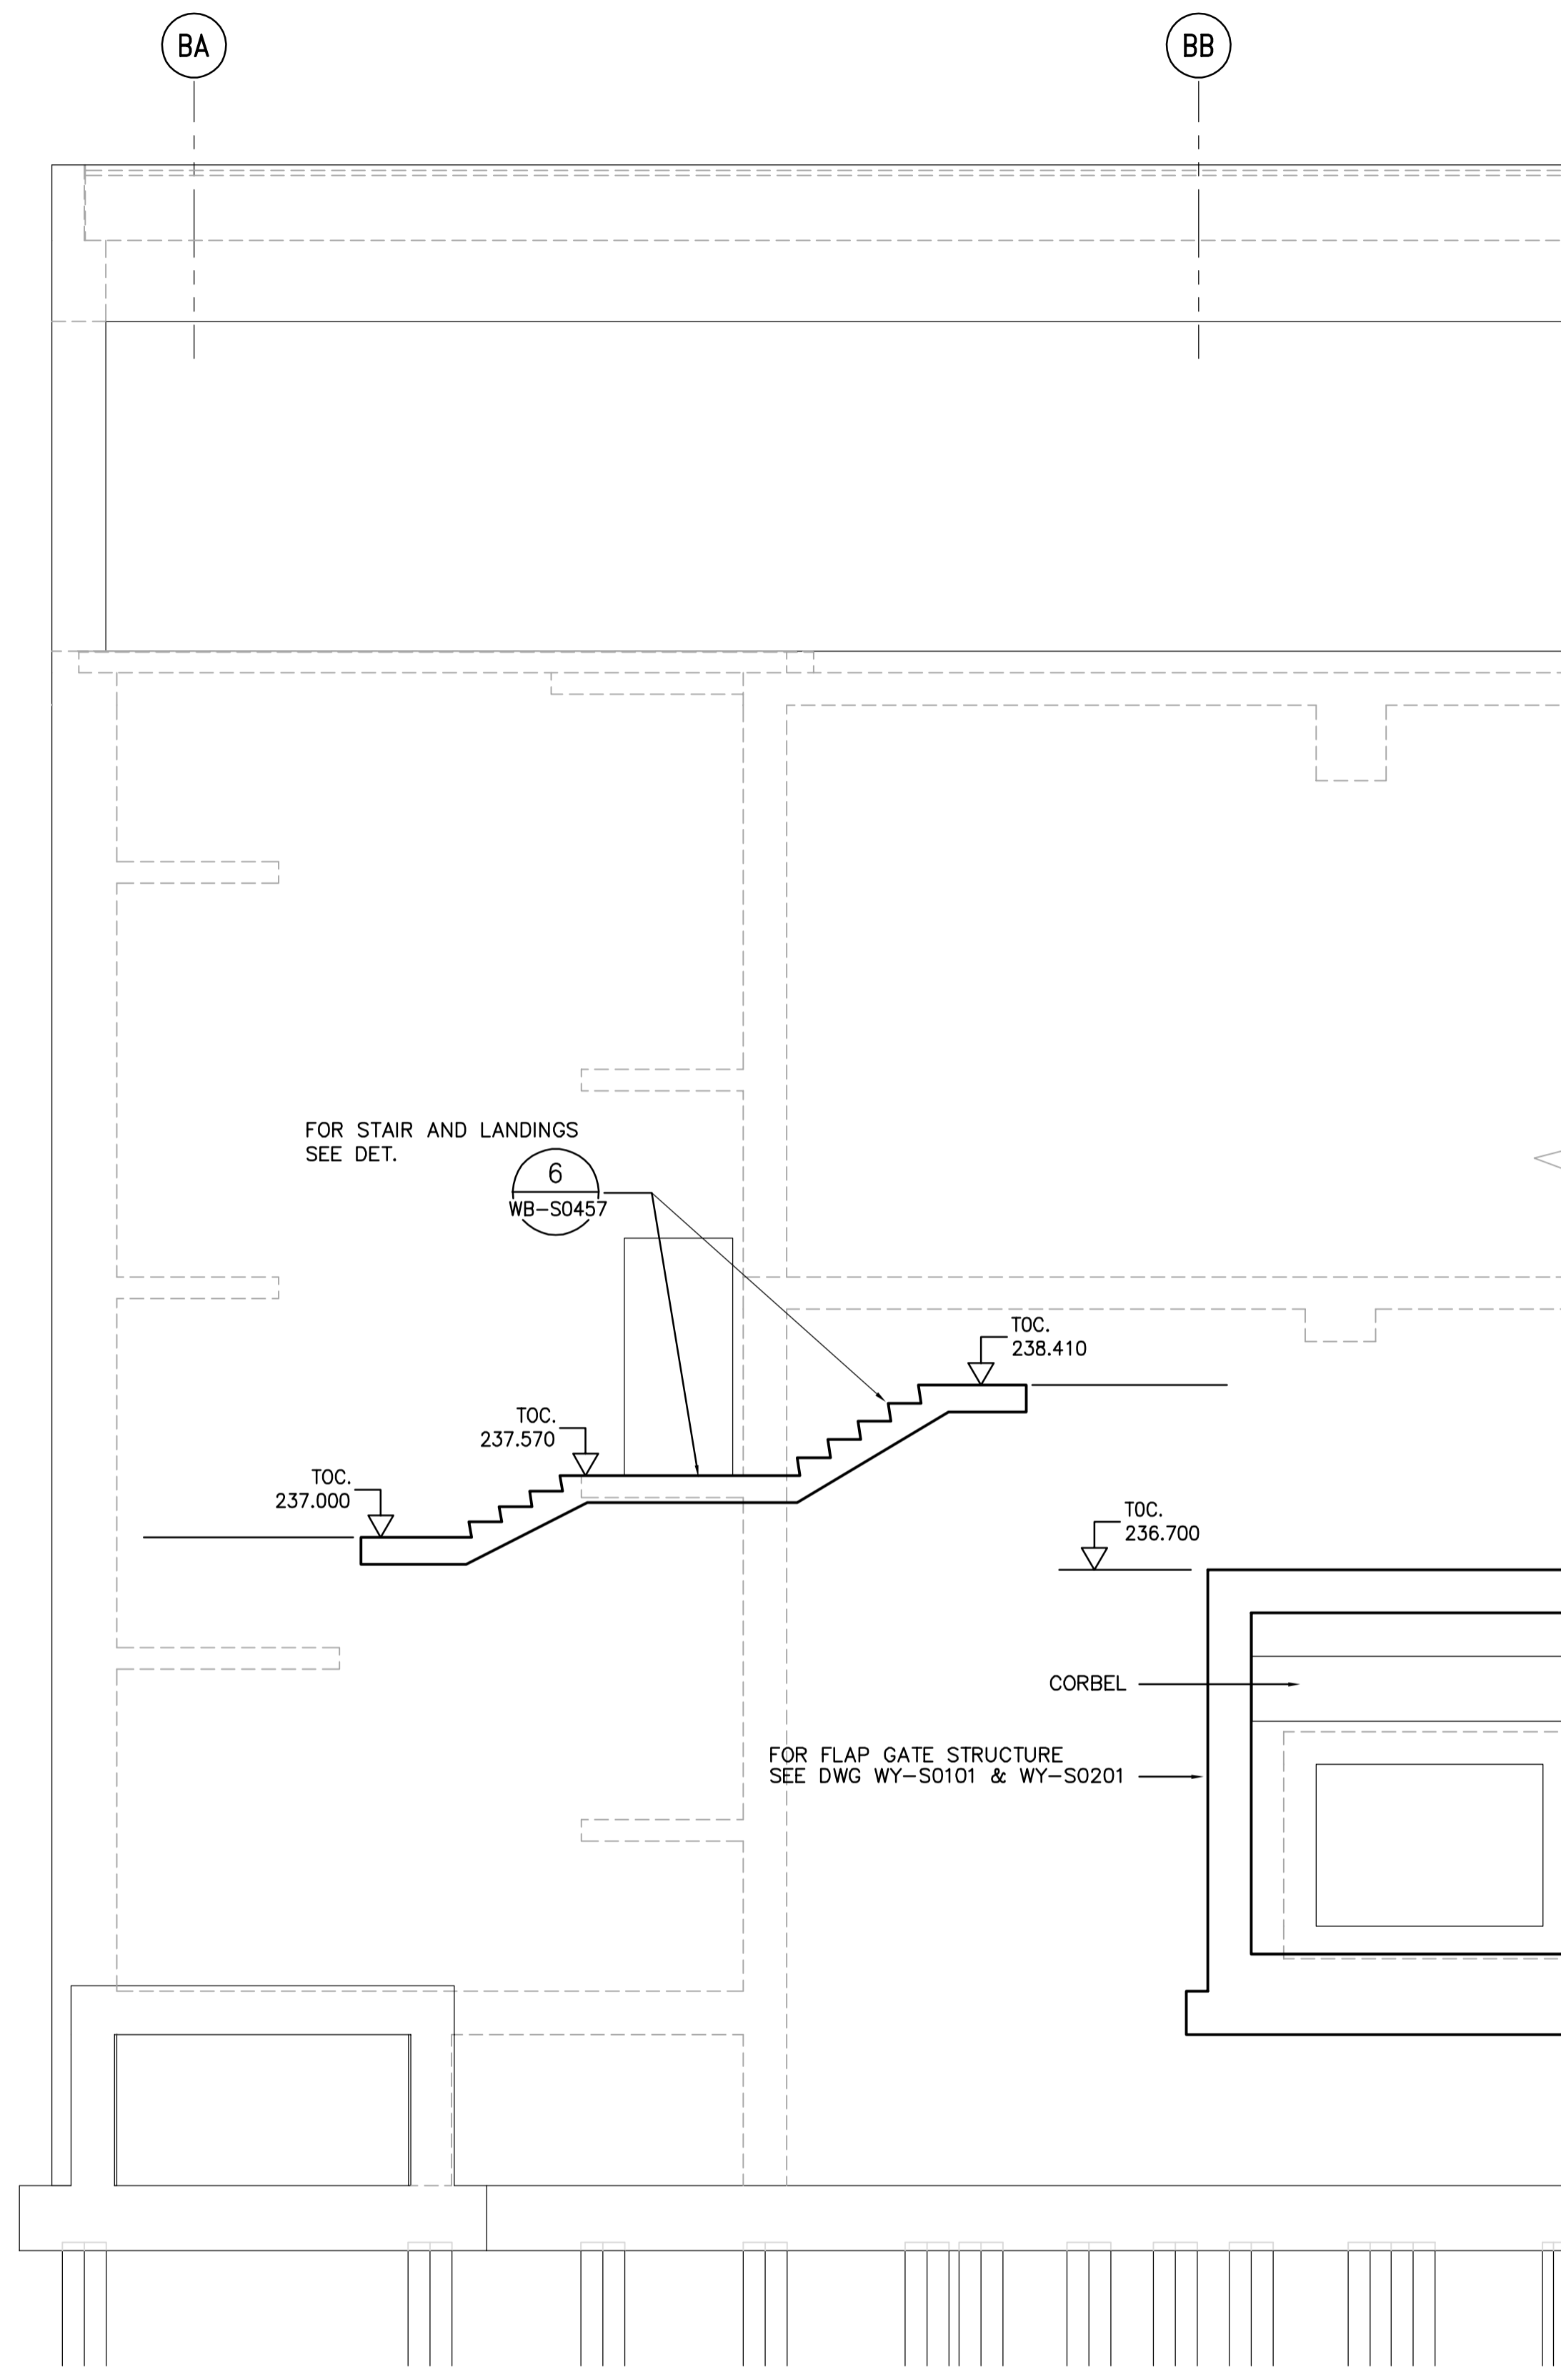 BA
BB
FOR STAIR AND LANDINGS
SEE DET.
6
WB-S0457
TOC.
238.410
TOC.
237.570
TOC.
237.000
TOC.
236.700
CORBEL
FOR FLAP GATE STRUCTURE
SEE DWG WY-S0101 & WY-S0201